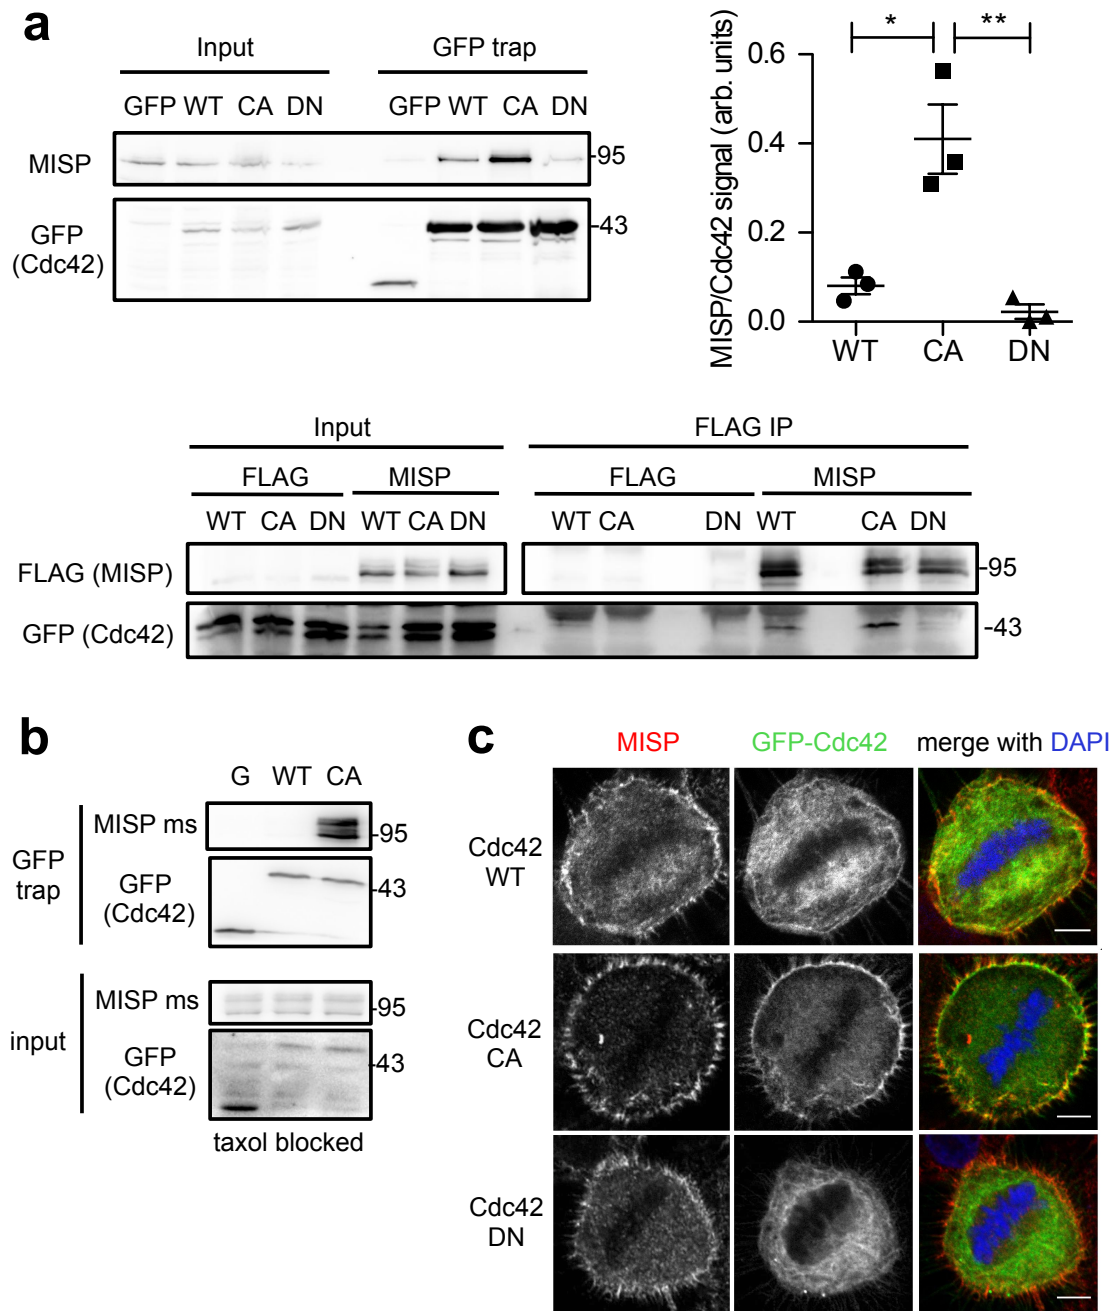 a
Input GFP trap
GFP WT CA DN GFP WT CA DN
MISP -95
GFP (Cdc42) -43
MISP/Cdc42 signal (arb. units)
* **
0.6
0.4
0.2
0.0
WT CA DN
Input FLAG IP
FLAG MISP FLAG MISP
WT CA DN WT CA DN WT CA DN WT CA DN
FLAG (MISP) -95
GFP (Cdc42) -43
b
G WT CA
GFP trap
MISP ms -95
GFP (Cdc42) -43
input
MISP ms -95
GFP (Cdc42) -43
taxol blocked
c
MISP GFP-Cdc42 merge with DAPI
Cdc42 WT
Cdc42 CA
Cdc42 DN